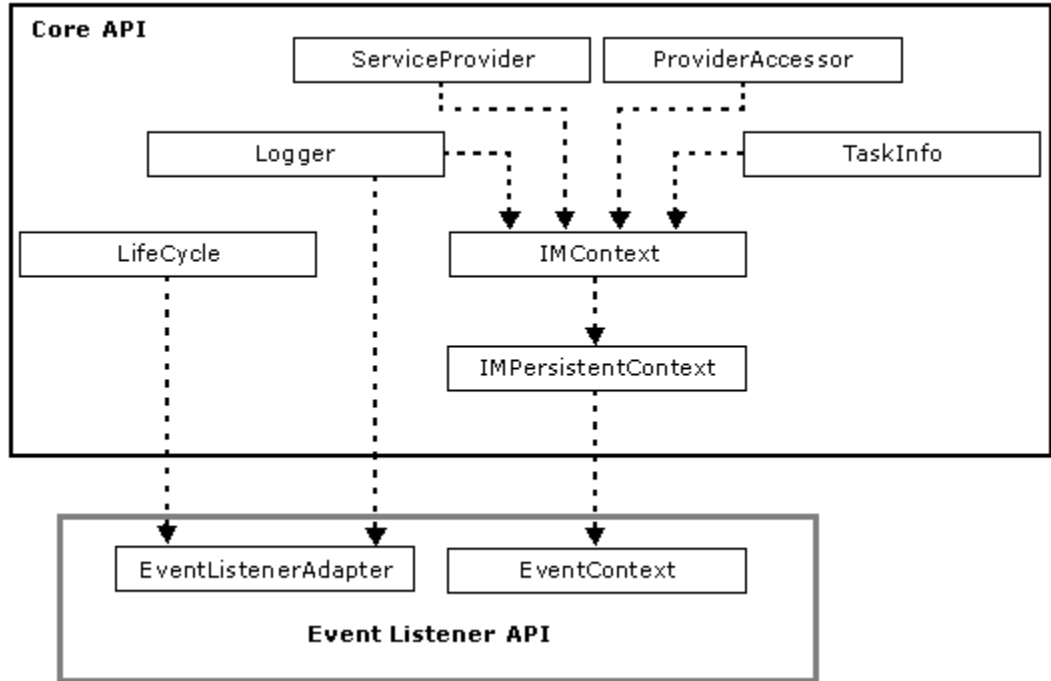 Core API
ServiceProvider
ProviderAccessor
Logger
TaskInfo
LifeCycle
IMContext
IMPersistentContext
EventListenerAdapter
EventContext
Event Listener API